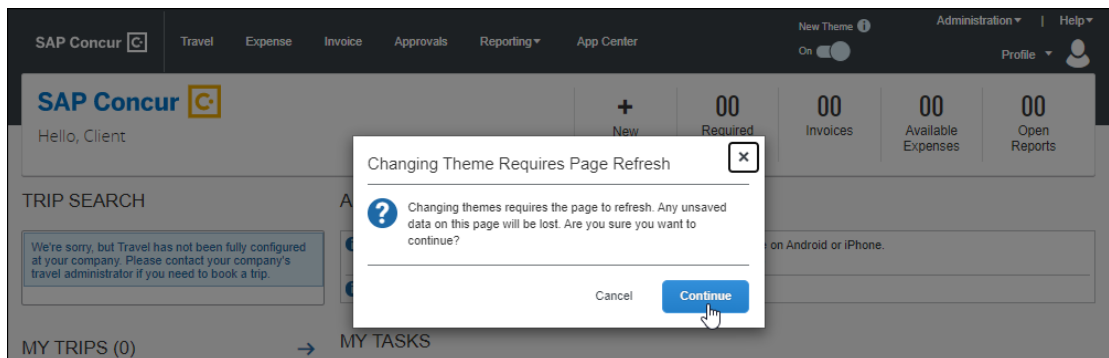 New Theme
Administration | Help
SAP Concur C Travel Expense Invoice Approvals Reporting App Center
On
Profile
SAP Concur C
Hello, Client
+ New
00 Required
00 Invoices
00 Available Expenses
00 Open Reports
Changing Theme Requires Page Refresh ×
Changing themes requires the page to refresh. Any unsaved
data on this page will be lost. Are you sure you want to
continue?
Cancel Continue
TRIP SEARCH
A
We're sorry, but Travel has not been fully configured
at your company. Please contact your company's
travel administrator if you need to book a trip.
on Android or iPhone.
MY TRIPS (0) →
MY TASKS